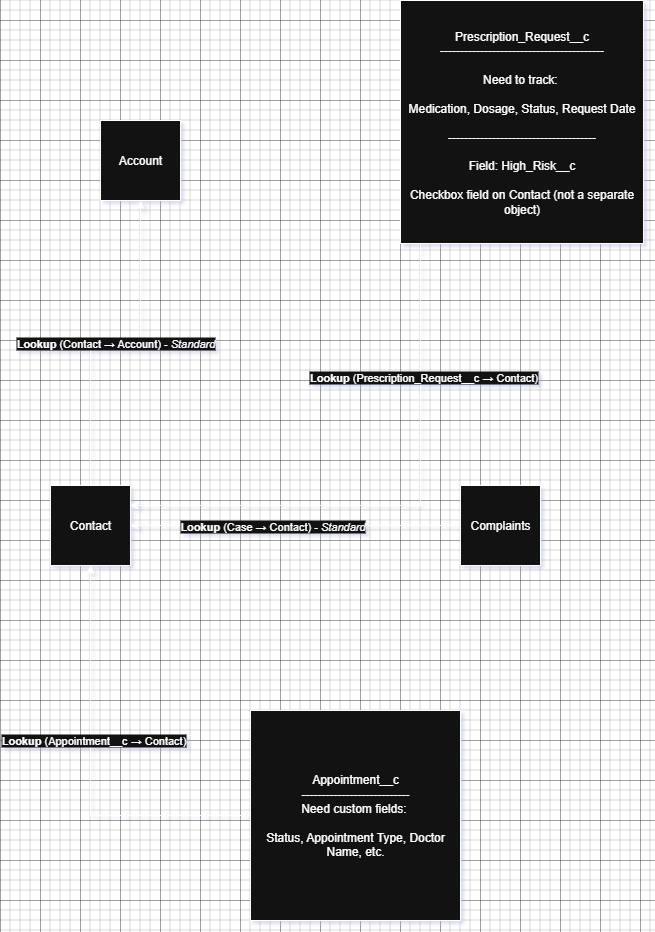 Prescription_Request__c
-----------------------------------------
Need to track:
Medication, Dosage, Status, Request Date
-------------------------------------
Field: High_Risk__c
Checkbox field on Contact (not a separate
object)
Account
Lookup (Contact → Account) - Standard
Lookup (Prescription_Request__c → Contact)
Contact
Lookup (Case → Contact) - Standard
Complaints
Lookup (Appointment__c → Contact)
Appointment__c
---------------------------
Need custom fields:
Status, Appointment Type, Doctor
Name, etc.